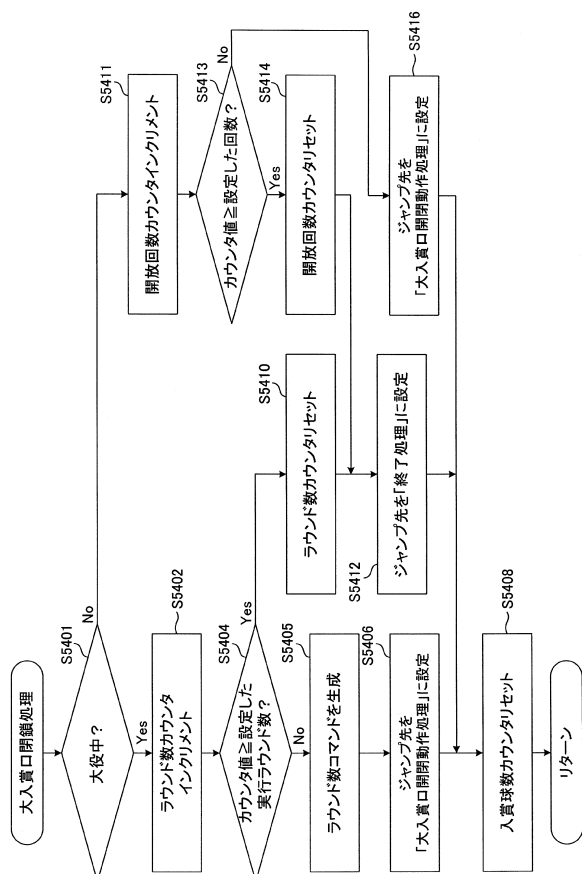 大入賞口閉鎖処理
S5401
大役中？
No
Yes
S5402
ラウンド数カウンタ
インクリメント
S5404
カウンタ値≧設定した
実行ラウンド数？
Yes
No
S5405
ラウンド数コマンドを生成
S5406
ジャンプ先を
「大入賞口開閉動作処理」に設定
S5408
入賞球数カウンタリセット
リターン
S5410
ラウンド数カウンタリセット
S5412
ジャンプ先を「終了処理」に設定
S5411
開放回数カウンタインクリメント
S5413
カウンタ値≧設定した回数？
No
Yes
S5414
開放回数カウンタリセット
S5416
ジャンプ先を
「大入賞口開閉動作処理」に設定